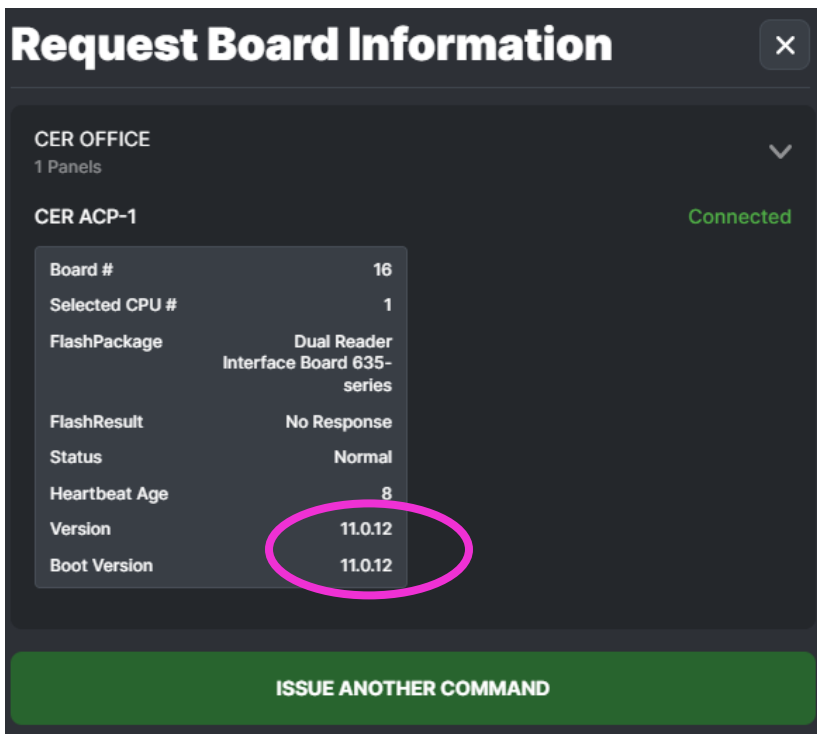 Request Board Information
CER OFFICE
1 Panels
CER ACP-1
Connected
Board # 16
Selected CPU # 1
FlashPackage Dual Reader
Interface Board 635-
series
FlashResult No Response
Status Normal
Heartbeat Age 8
Version 11.0.12
Boot Version 11.0.12
ISSUE ANOTHER COMMAND